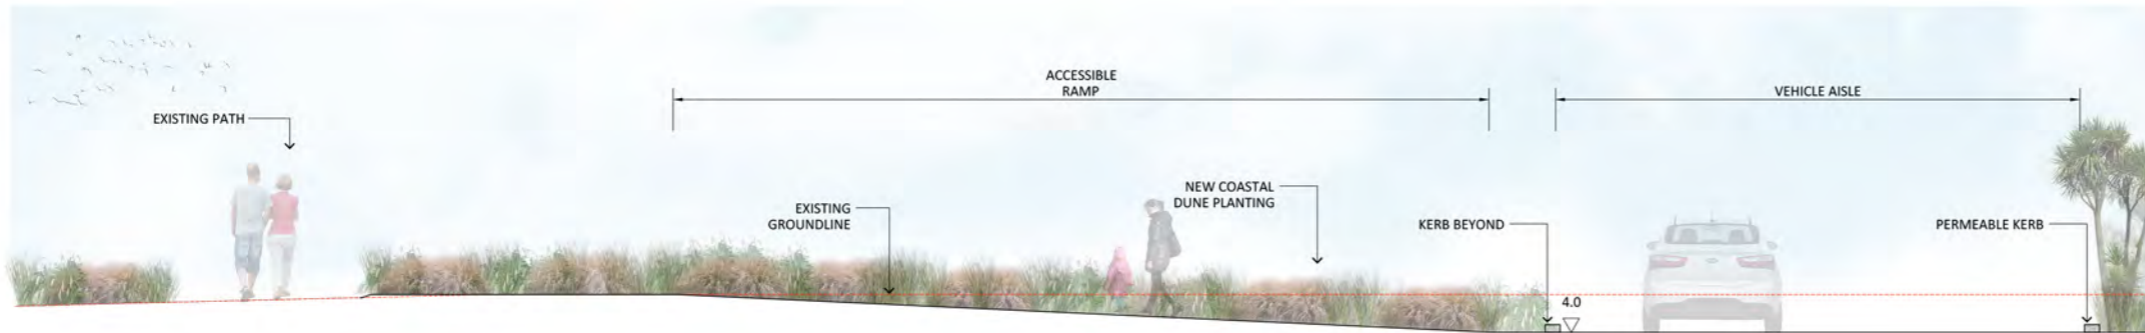 EXISTING PATH
ACCESSIBLE
RAMP
EXISTING
GROUNDLINE
NEW COASTAL
DUNE PLANTING
KERB BEYOND
4.0
VEHICLE AISLE
PERMEABLE KERB